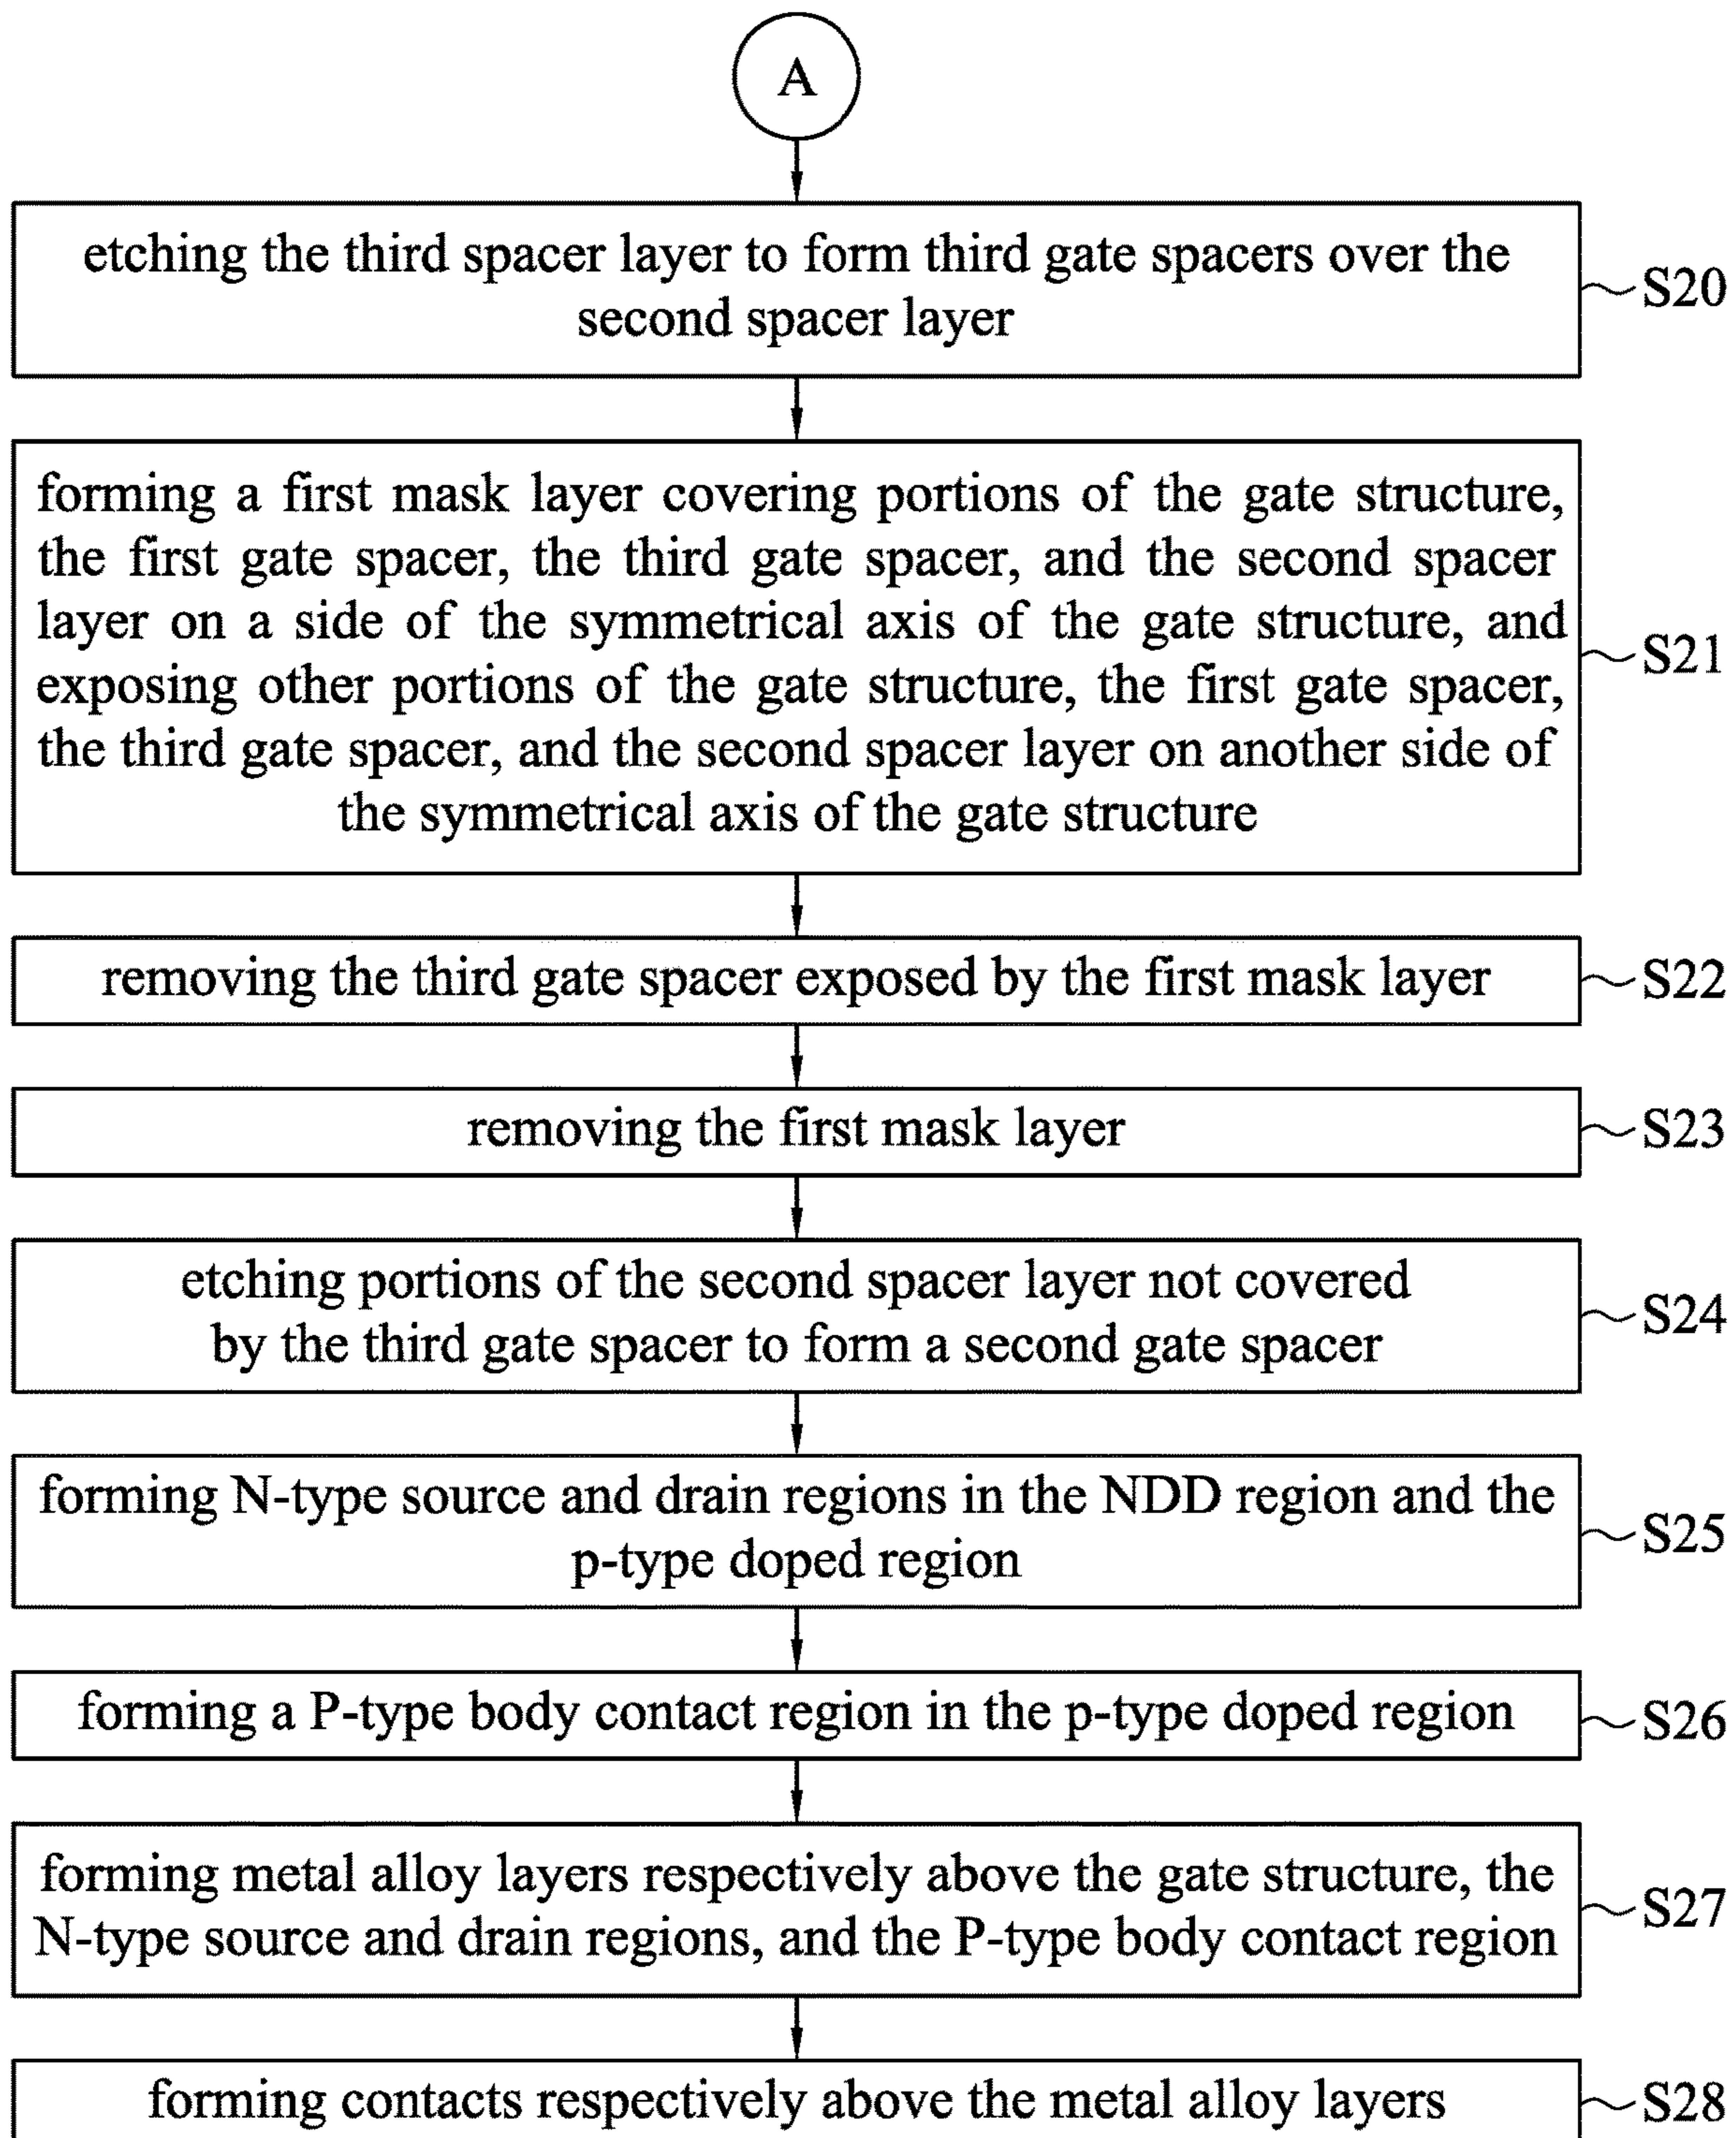 A
etching the third spacer layer to form third gate spacers over the
second spacer layer
S20
forming a first mask layer covering portions of the gate structure,
the first gate spacer, the third gate spacer, and the second spacer
layer on a side of the symmetrical axis of the gate structure, and
exposing other portions of the gate structure, the first gate spacer,
the third gate spacer, and the second spacer layer on another side of
the symmetrical axis of the gate structure
S21
removing the third gate spacer exposed by the first mask layer
S22
removing the first mask layer
S23
etching portions of the second spacer layer not covered
by the third gate spacer to form a second gate spacer
S24
forming N-type source and drain regions in the NDD region and the
p-type doped region
S25
forming a P-type body contact region in the p-type doped region
S26
forming metal alloy layers respectively above the gate structure, the
N-type source and drain regions, and the P-type body contact region
S27
forming contacts respectively above the metal alloy layers
S28